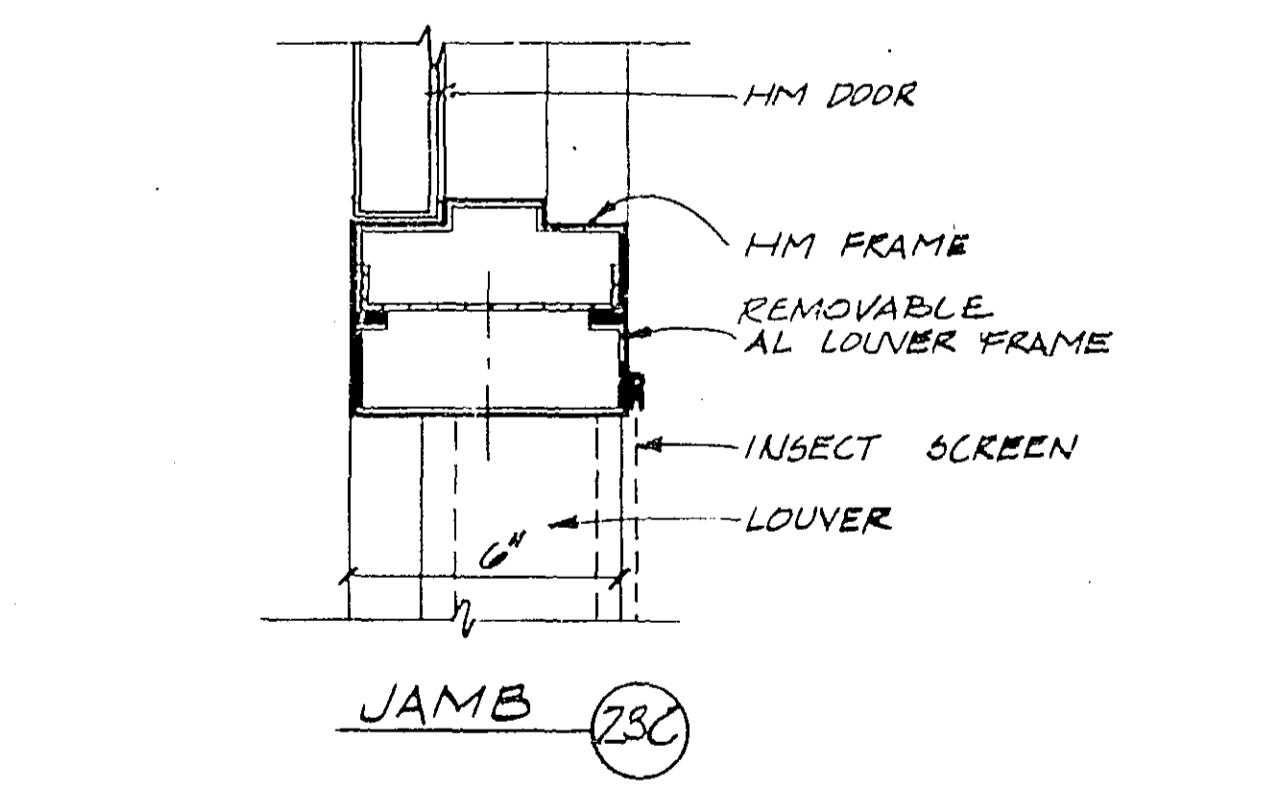 HM DOOR
HM FRAME
REMOVABLE
AL LOUVER FRAME
INSECT SCREEN
LOUVER
6"
JAMB
23C